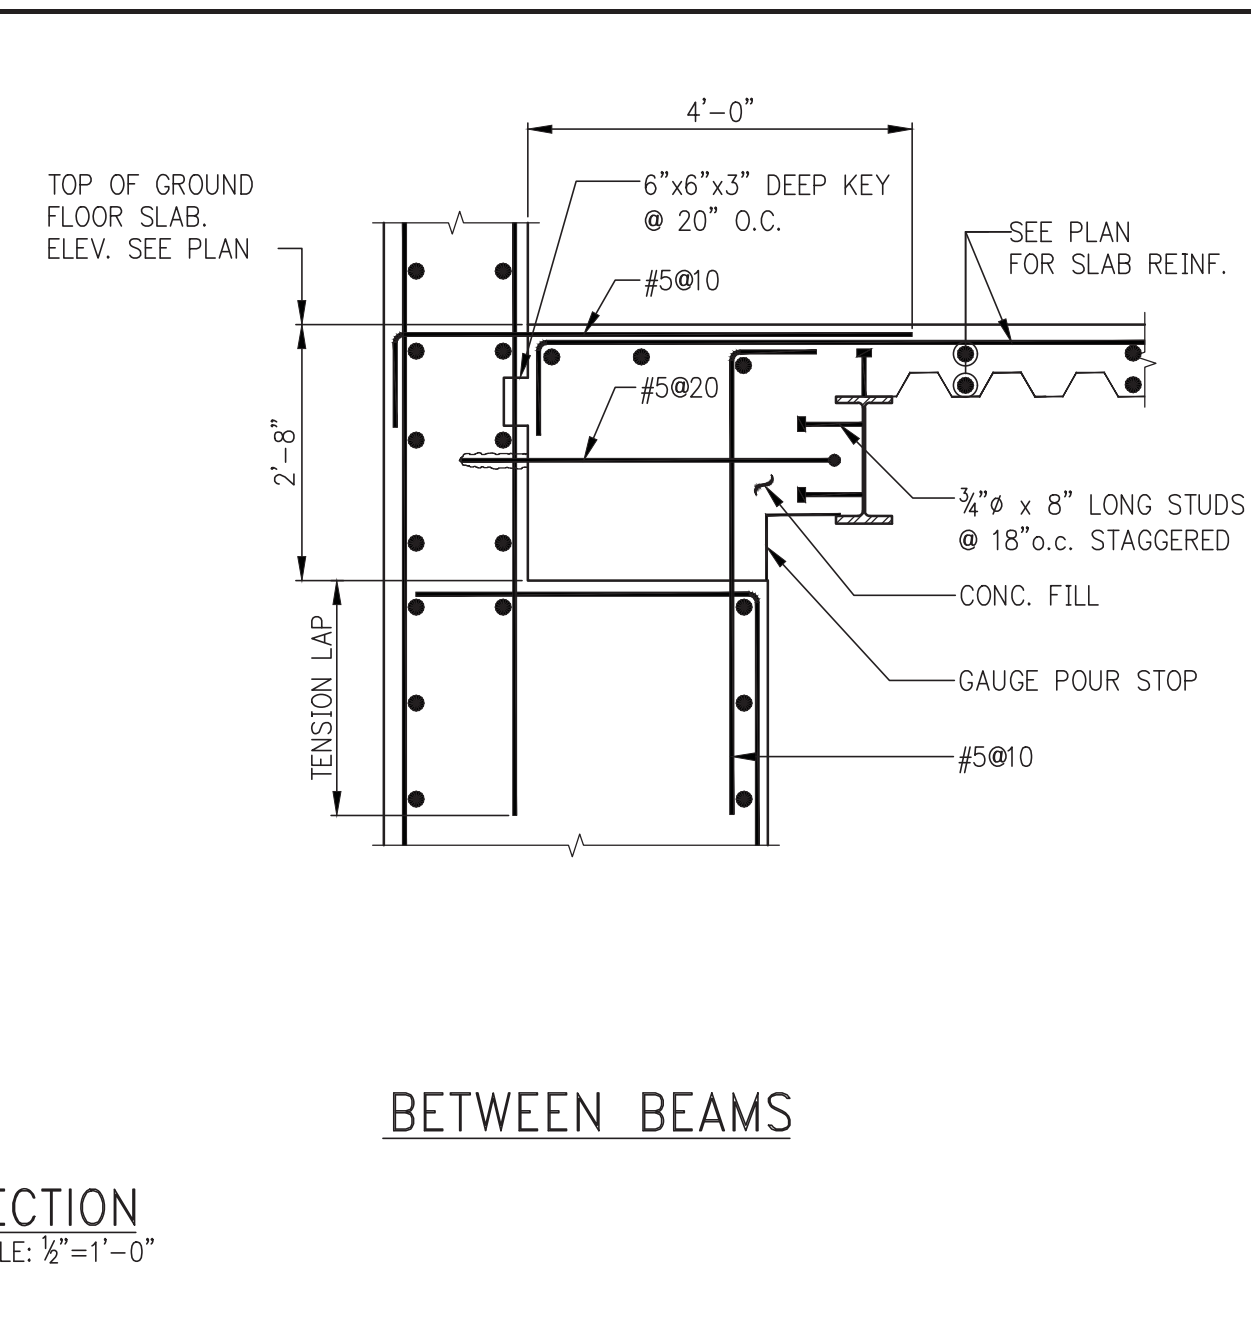 4'-0"
TOP OF GROUND
FLOOR SLAB.
ELEV. SEE PLAN
6"x6"x3" DEEP KEY
@ 20" O.C.
SEE PLAN
FOR SLAB REINF.
#5@10
#5@20
2'-8"
¾"ø x 8" LONG STUDS
@ 18"o.c. STAGGERED
CONC. FILL
TENSION LAP
GAUGE POUR STOP
#5@10
BETWEEN BEAMS
ECTION
LE: ½"=1'-0"